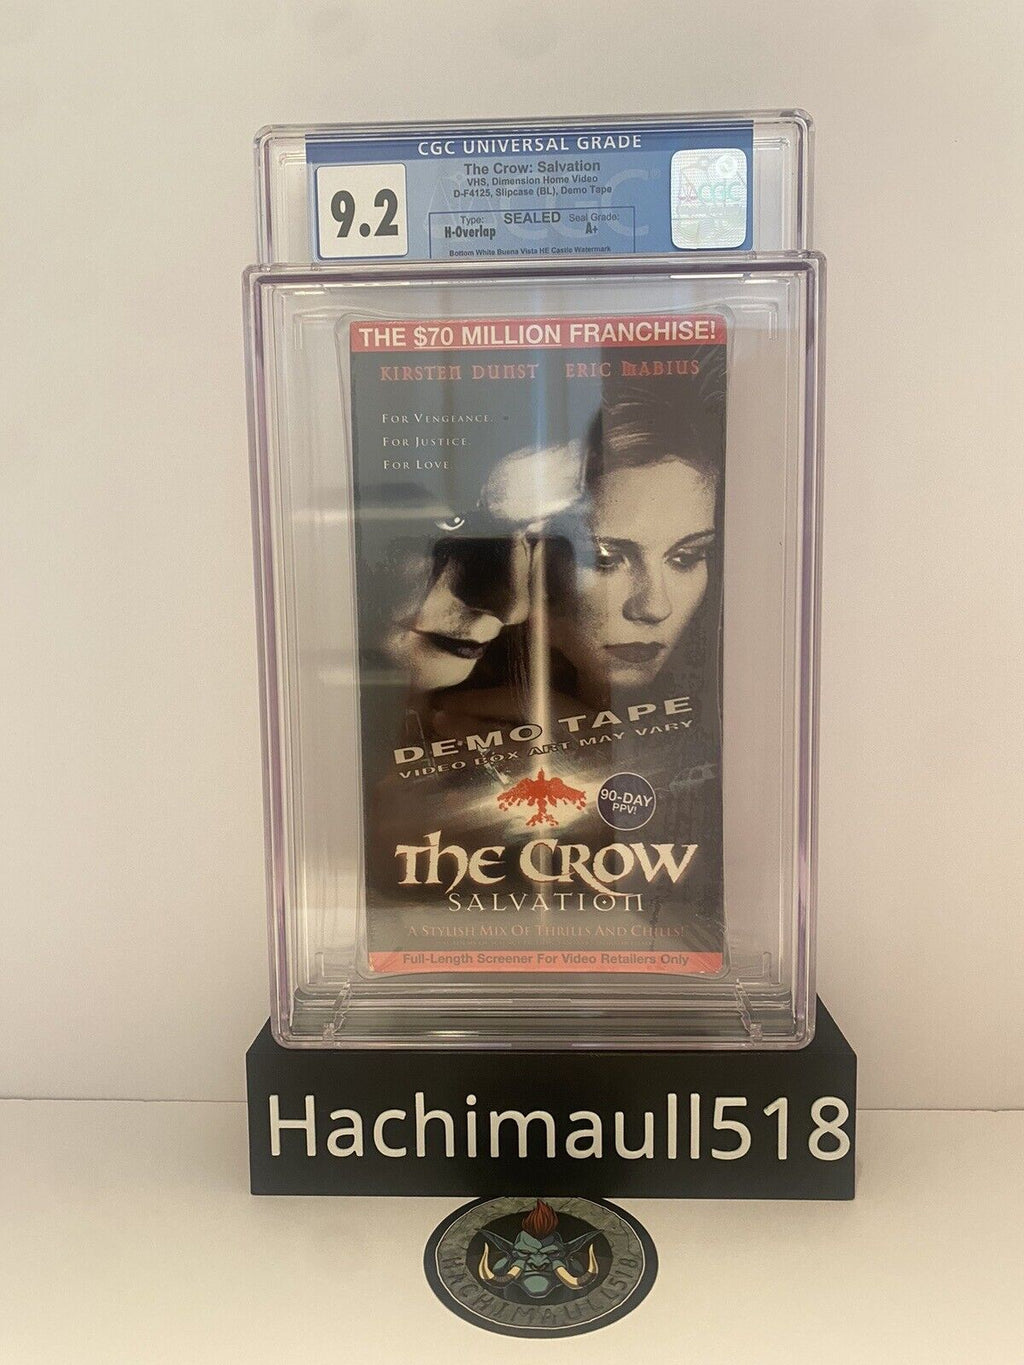 CGC UNIVERSAL GRADE
9.2
The Crow: Salvation
VHS, Dimension Home Video
D-F4125, Slipcase (BL), Demo Tape
Type: SEALED Seal Grade:
H-Overlap A+
Bottom White Buena Vista HE Castle Watermark
CGC
THE $70 MILLION FRANCHISE!
KIRSTEN DUNST ERIC MABIUS
FOR VENGEANCE.
FOR JUSTICE.
FOR LOVE.
DEMO TAPE
VIDEO BOX ART MAY VARY
90-DAY
PPV!
THE CROW
SALVATION
"A STYLISH MIX OF THRILLS AND CHILLS!"
Full-Length Screener For Video Retailers Only
Hachimaull518
HACHIMAULL518